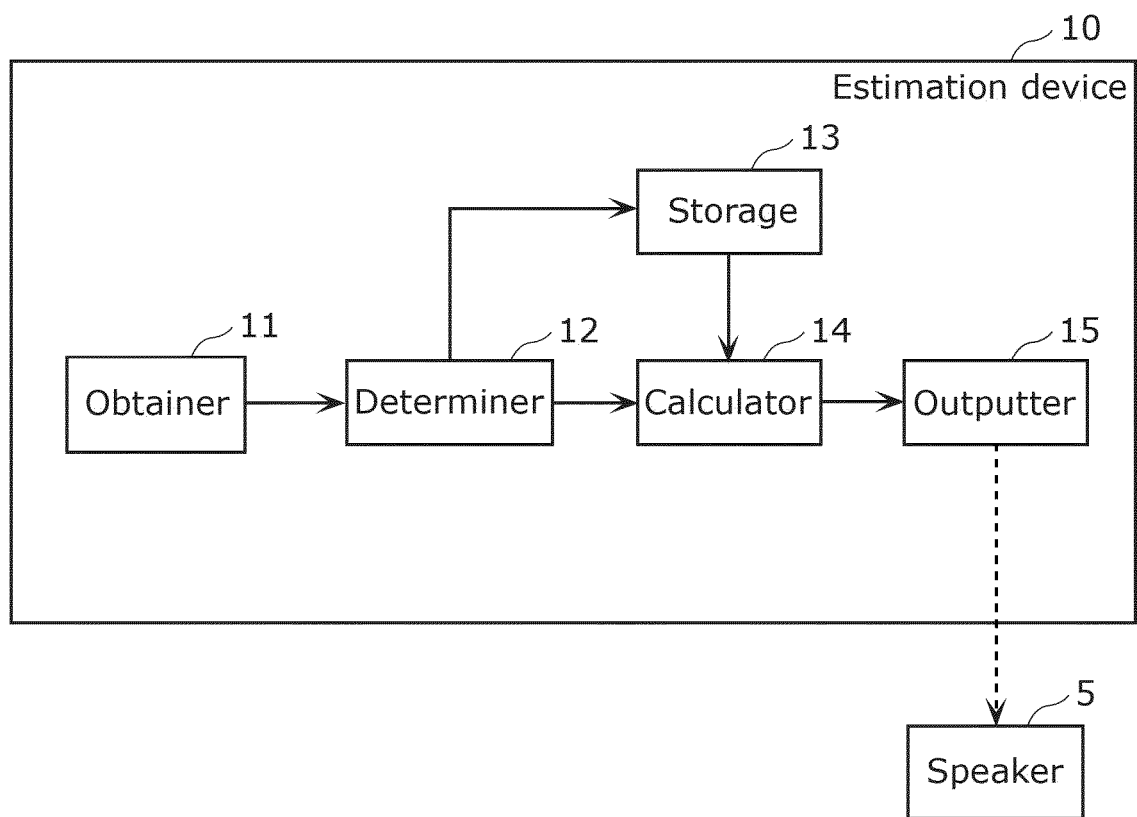 10
Estimation device
13
Storage
11
12
14
15
Obtainer
Determiner
Calculator
Outputter
5
Speaker